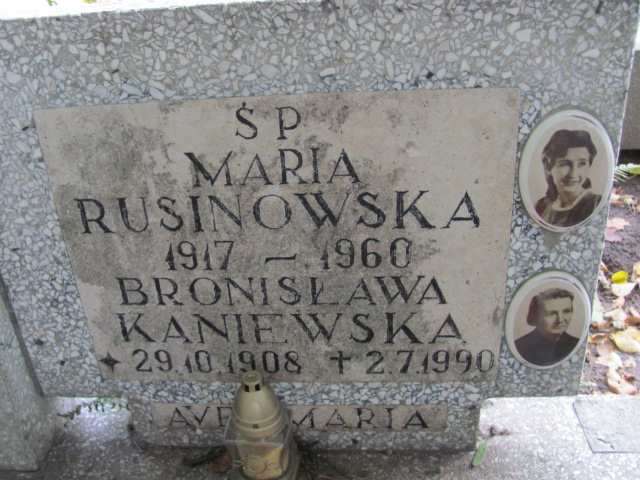 ŚP
MARIA
RUSINOWSKA
1917 – 1960
BRONISŁAWA
KANIEWSKA
★29.10.1908 ✝2.7.1990
AVE MARIA